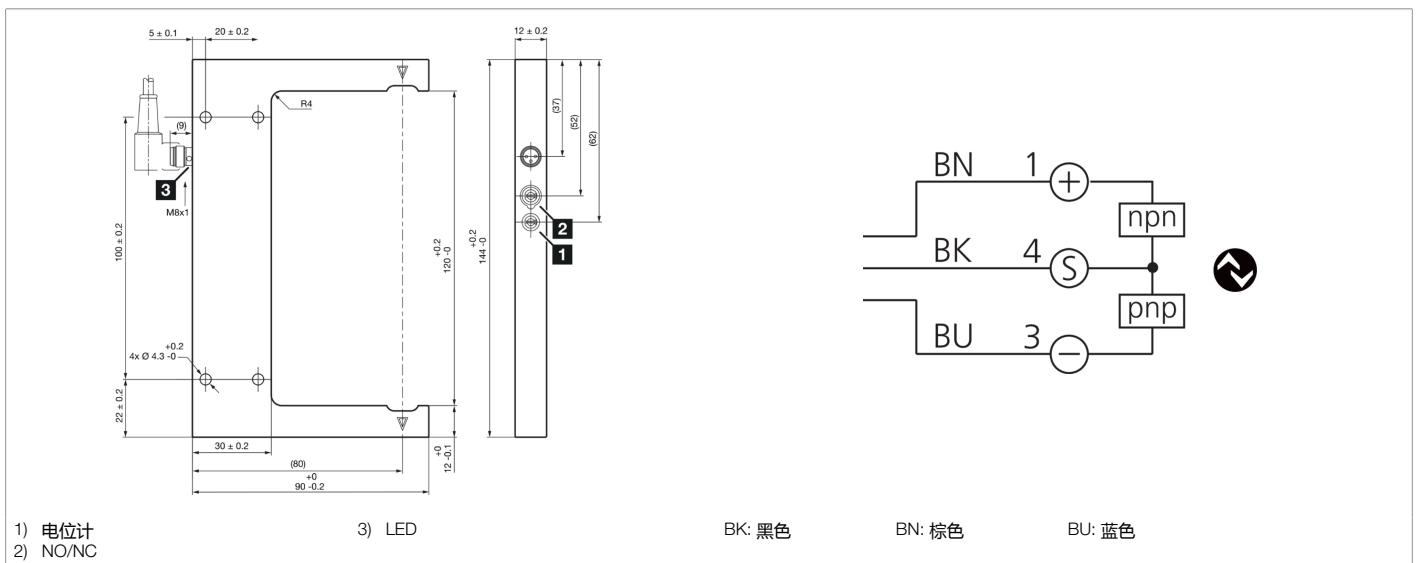 5 ± 0.1
20 ± 0.2
12 ± 0.2
R4
(9)
3
M8x1
100 ± 0.2
4x Ø 4.3 +0.2 -0
22 ± 0.2
30 ± 0.2
(80)
90 +0 -0.2
120 +0.2 -0
12 +0 -0.1
144 +0.2 -0
(37)
(52)
(62)
2
1
BN 1 +
npn
BK 4 S
pnp
BU 3 −
1) 电位计
3) LED
BK: 黑色
BN: 棕色
BU: 蓝色
2) NO/NC